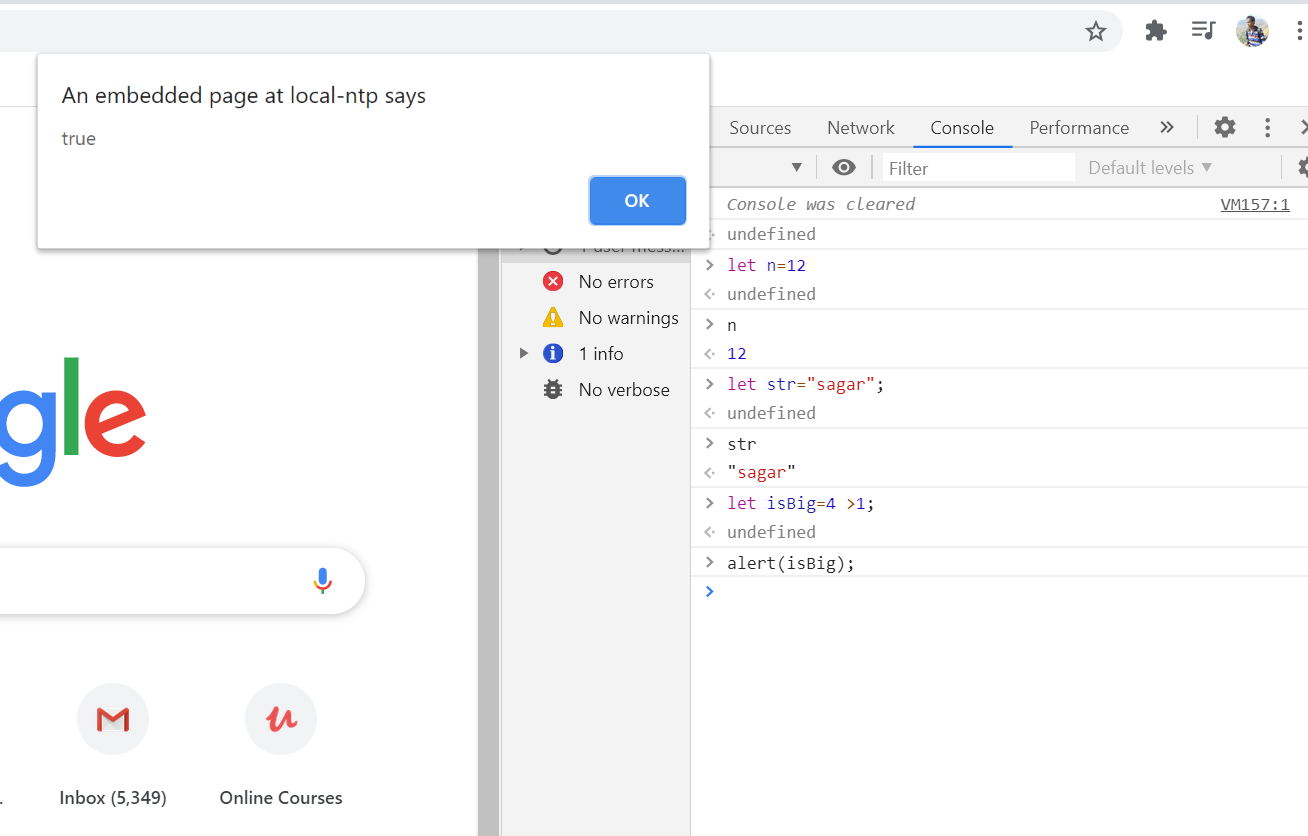 An embedded page at local-ntp says
true
OK
Sources Network Console Performance »
Filter Default levels ▼
Console was cleared VM157:1
undefined
let n=12
undefined
n
12
let str="sagar";
undefined
str
"sagar"
let isBig=4 >1;
undefined
alert(isBig);
No errors
No warnings
1 info
No verbose
gle
Inbox (5,349)
Online Courses